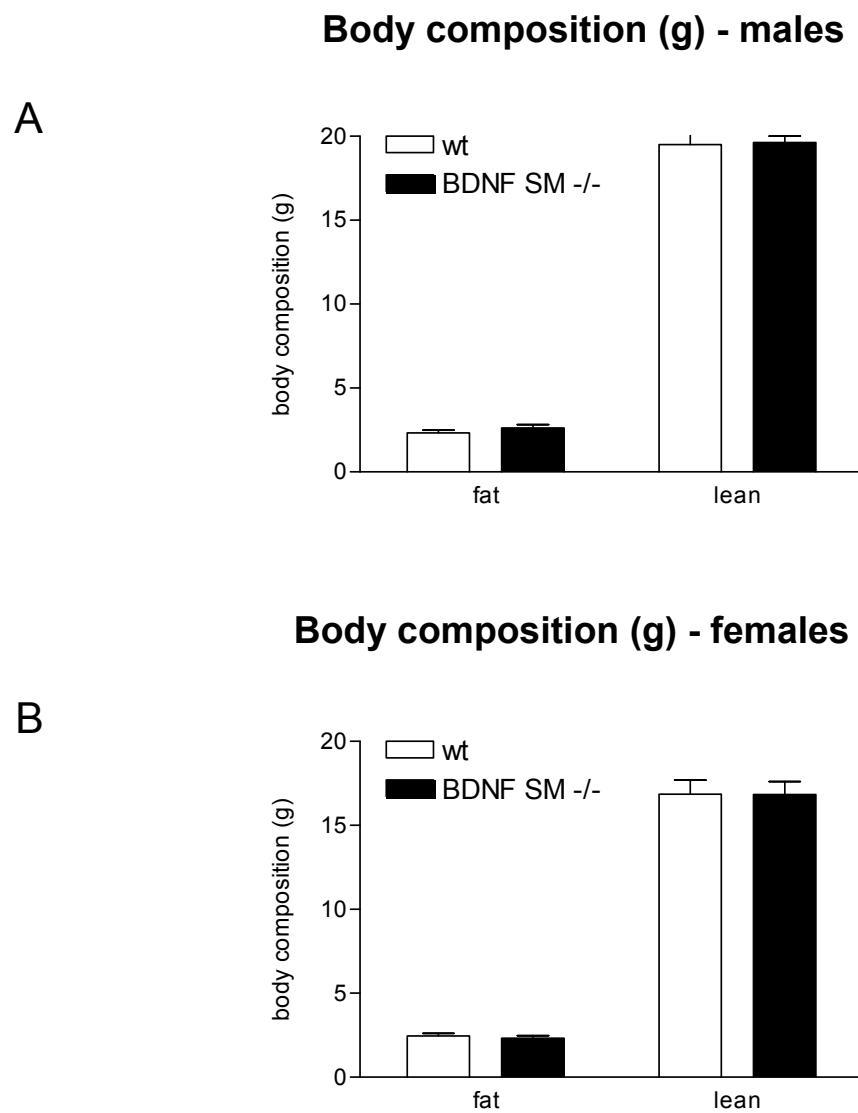 Body composition (g) - males
A
20
15
10
5
0
body composition (g)
wt
BDNF SM -/-
fat lean
Body composition (g) - females
B
20
15
10
5
0
body composition (g)
wt
BDNF SM -/-
fat lean